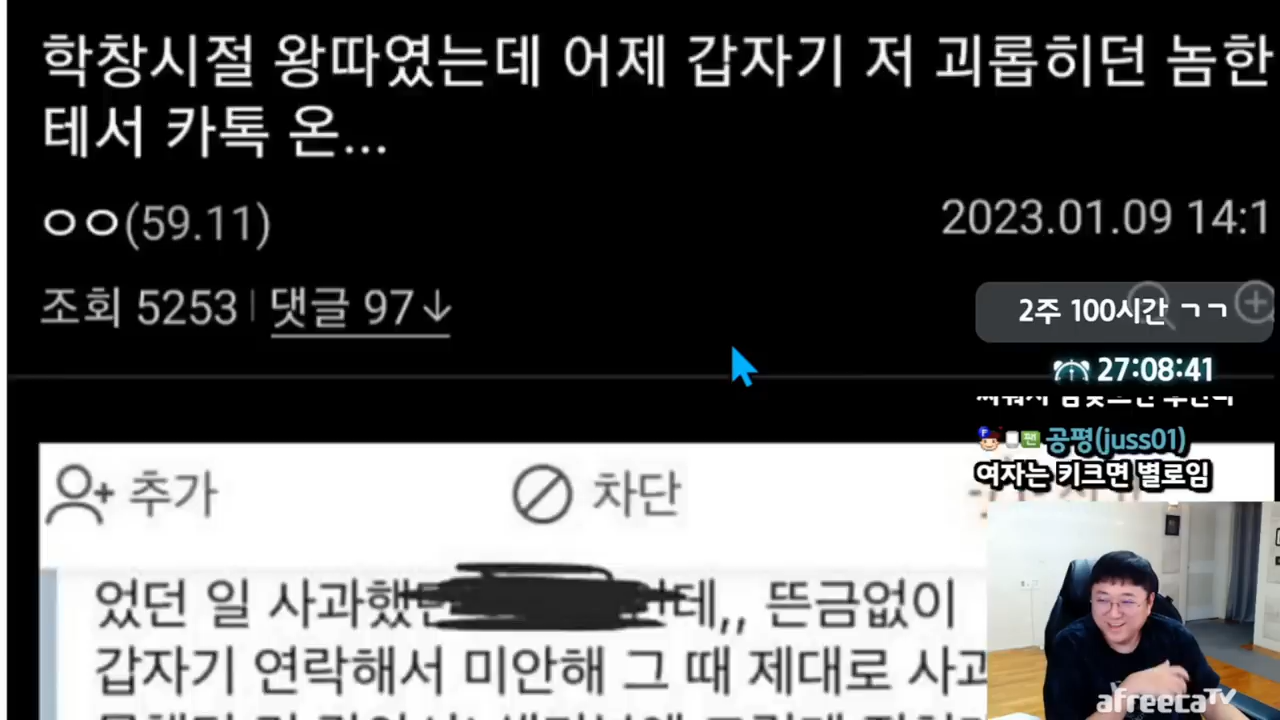 학창시절 왕따였는데 어제 갑자기 저 괴롭히던 놈한
테서 카톡 온...
ㅇㅇ(59.11)
2023.01.09 14:1
조회 5253 | 댓글 97↓
2주 100시간 ㄱㄱ
27:08:41
공평(juss01)
여자는 키크면 별로임
추가
차단
었던 일 사과했 데,, 뜬금없이
갑자기 연락해서 미안해 그 때 제대로 사과
afreecaTV